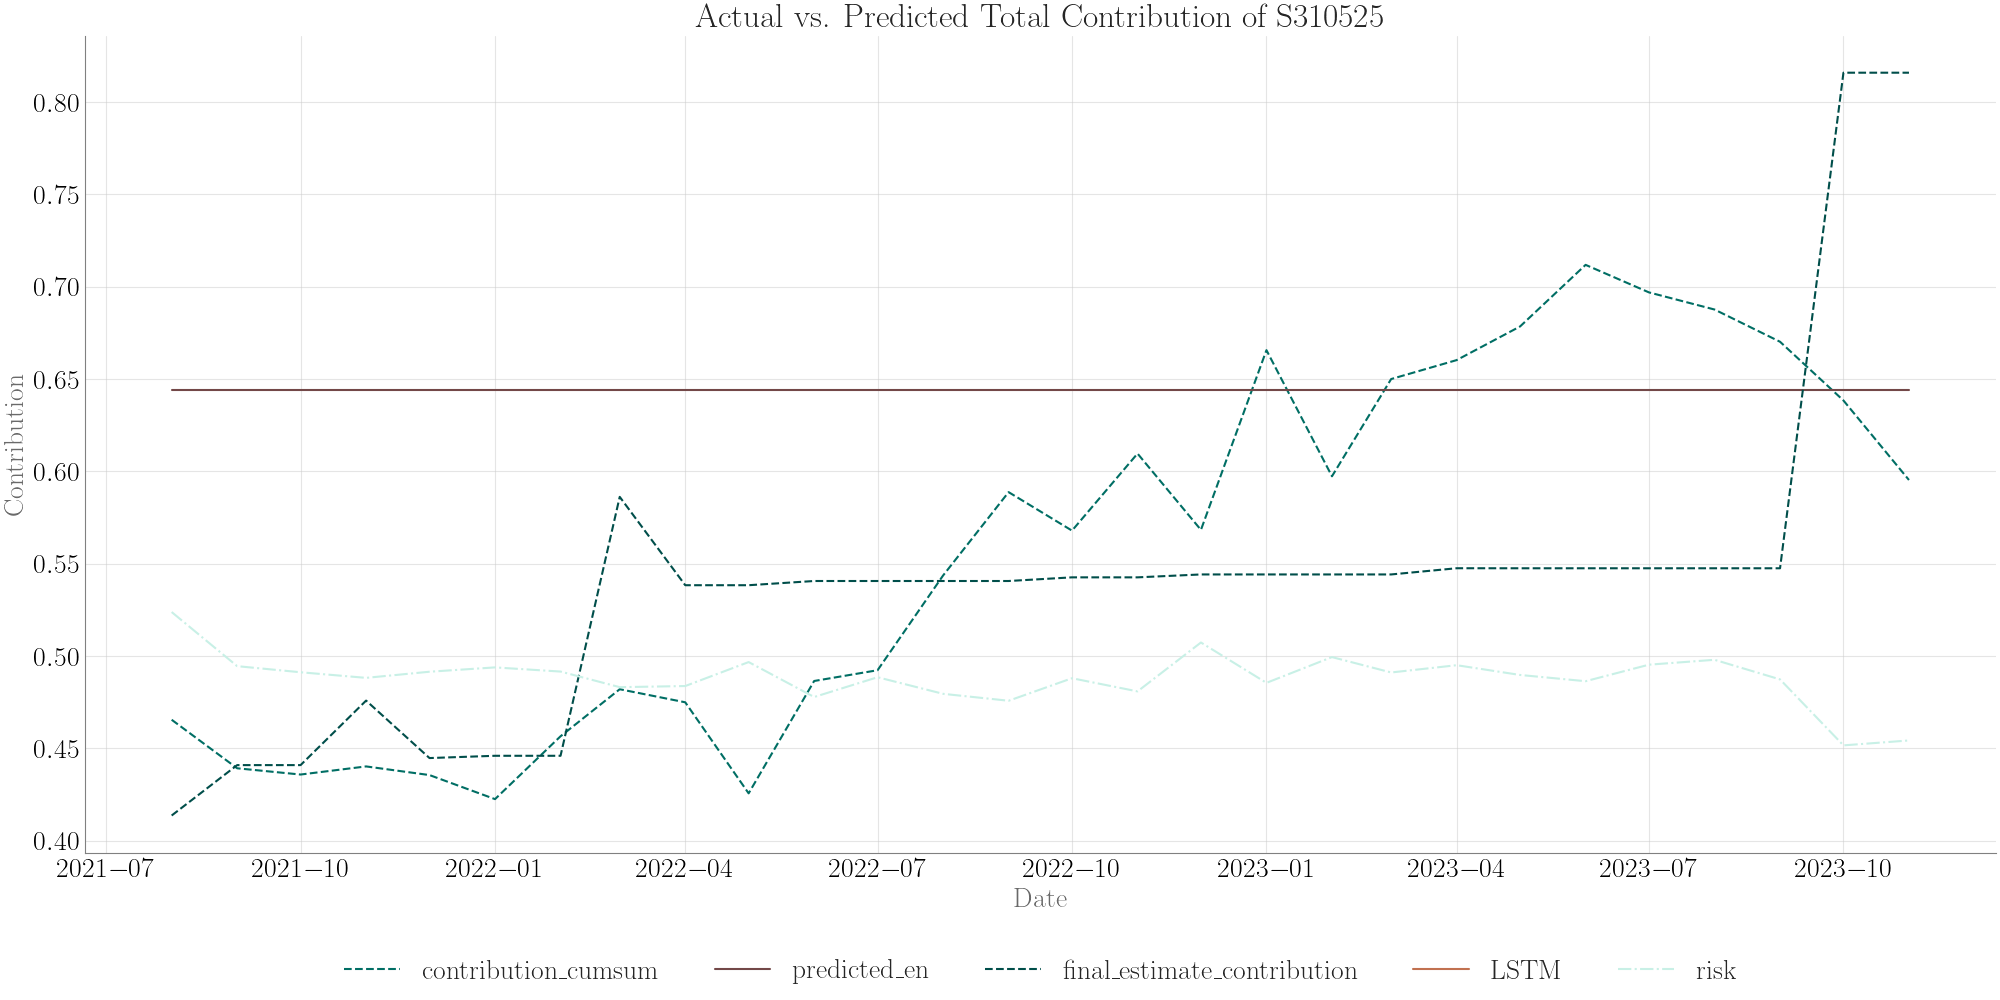 Actual vs. Predicted Total Contribution of S310525
Contribution
0.80
0.75
0.70
0.65
0.60
0.55
0.50
0.45
0.40
2021−07 2021−10 2022−01 2022−04 2022−07 2022−10 2023−01 2023−04 2023−07 2023−10
Date
contribution_cumsum predicted_en final_estimate_contribution LSTM risk